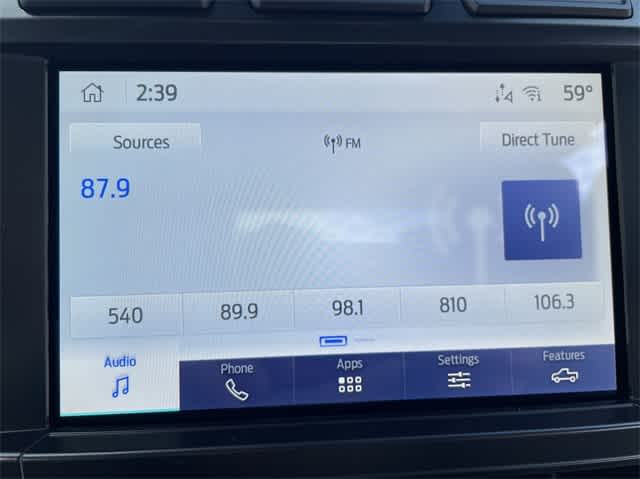 2:39 59°
Sources FM Direct Tune
87.9
540 89.9 98.1 810 106.3
Audio Phone Apps Settings Features